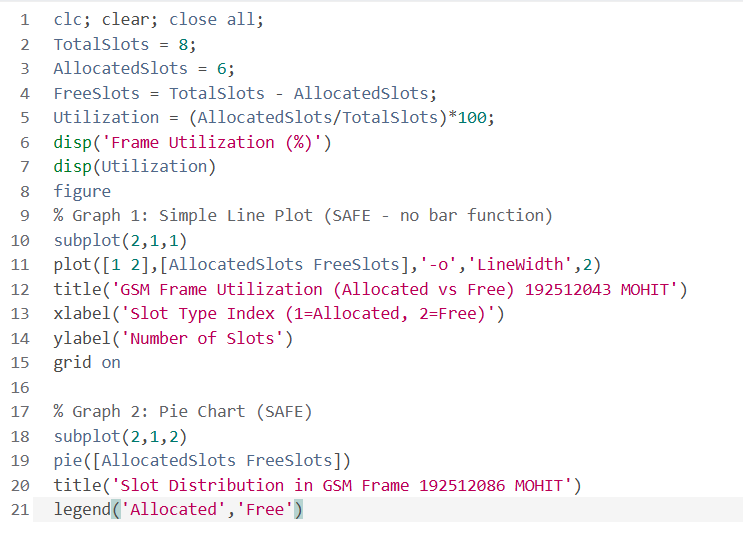 1 clc; clear; close all;
2 TotalSlots = 8;
3 AllocatedSlots = 6;
4 FreeSlots = TotalSlots - AllocatedSlots;
5 Utilization = (AllocatedSlots/TotalSlots)*100;
6 disp('Frame Utilization (%)')
7 disp(Utilization)
8 figure
9 % Graph 1: Simple Line Plot (SAFE - no bar function)
10 subplot(2,1,1)
11 plot([1 2],[AllocatedSlots FreeSlots],'-o','LineWidth',2)
12 title('GSM Frame Utilization (Allocated vs Free) 192512043 MOHIT')
13 xlabel('Slot Type Index (1=Allocated, 2=Free)')
14 ylabel('Number of Slots')
15 grid on
16
17 % Graph 2: Pie Chart (SAFE)
18 subplot(2,1,2)
19 pie([AllocatedSlots FreeSlots])
20 title('Slot Distribution in GSM Frame 192512086 MOHIT')
21 legend('Allocated','Free')